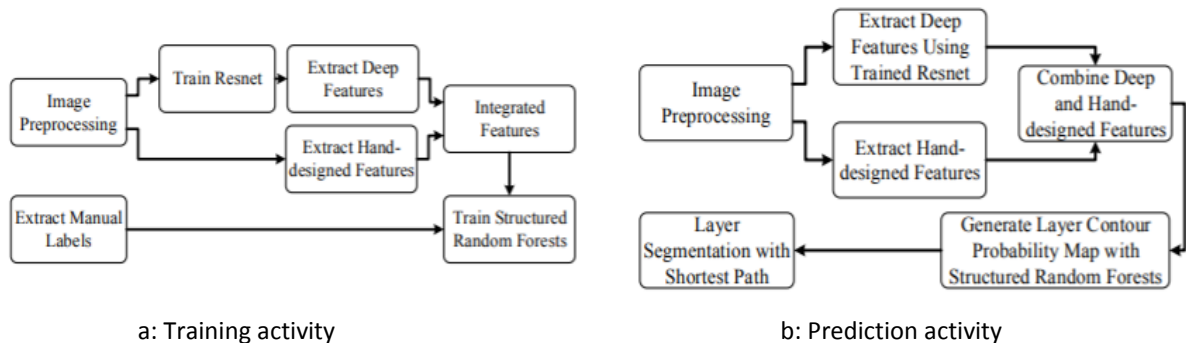 Image
Preprocessing
Train Resnet
Extract Deep
Features
Extract Hand-
designed Features
Integrated
Features
Extract Manual
Labels
Train Structured
Random Forests
a: Training activity
Image
Preprocessing
Extract Deep
Features Using
Trained Resnet
Extract Hand-
designed Features
Combine Deep
and Hand-
designed Features
Generate Layer Contour
Probability Map with
Structured Random Forests
Layer
Segmentation with
Shortest Path
b: Prediction activity